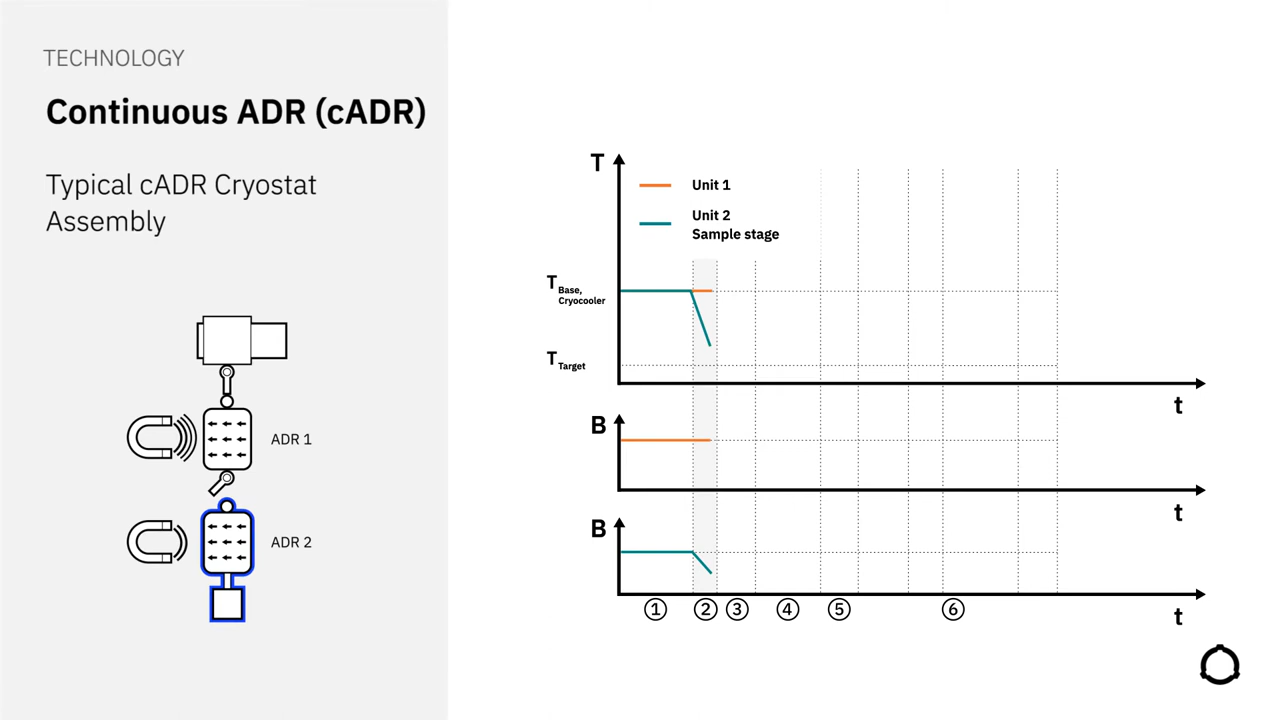 TECHNOLOGY
Continuous ADR (cADR)
Typical cADR Cryostat
Assembly
ADR 1
ADR 2
T
Unit 1
Unit 2
Sample stage
T Base,
Cryocooler
T Target
t
B
t
B
① ② ③ ④ ⑤ ⑥
t